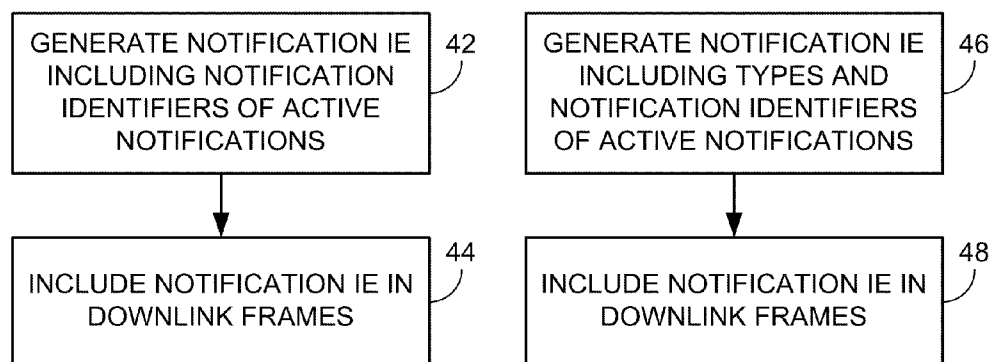 GENERATE NOTIFICATION IE
INCLUDING NOTIFICATION
IDENTIFIERS OF ACTIVE
NOTIFICATIONS
42
INCLUDE NOTIFICATION IE IN
DOWNLINK FRAMES
44
GENERATE NOTIFICATION IE
INCLUDING TYPES AND
NOTIFICATION IDENTIFIERS
OF ACTIVE NOTIFICATIONS
46
INCLUDE NOTIFICATION IE IN
DOWNLINK FRAMES
48